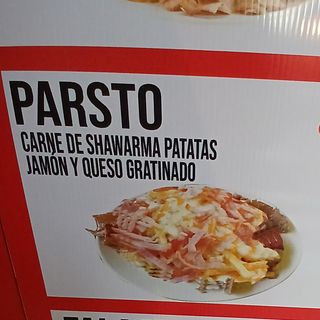 PARSTO
CARNE DE SHAWARMA PATATAS
JAMÓN Y QUESO GRATINADO